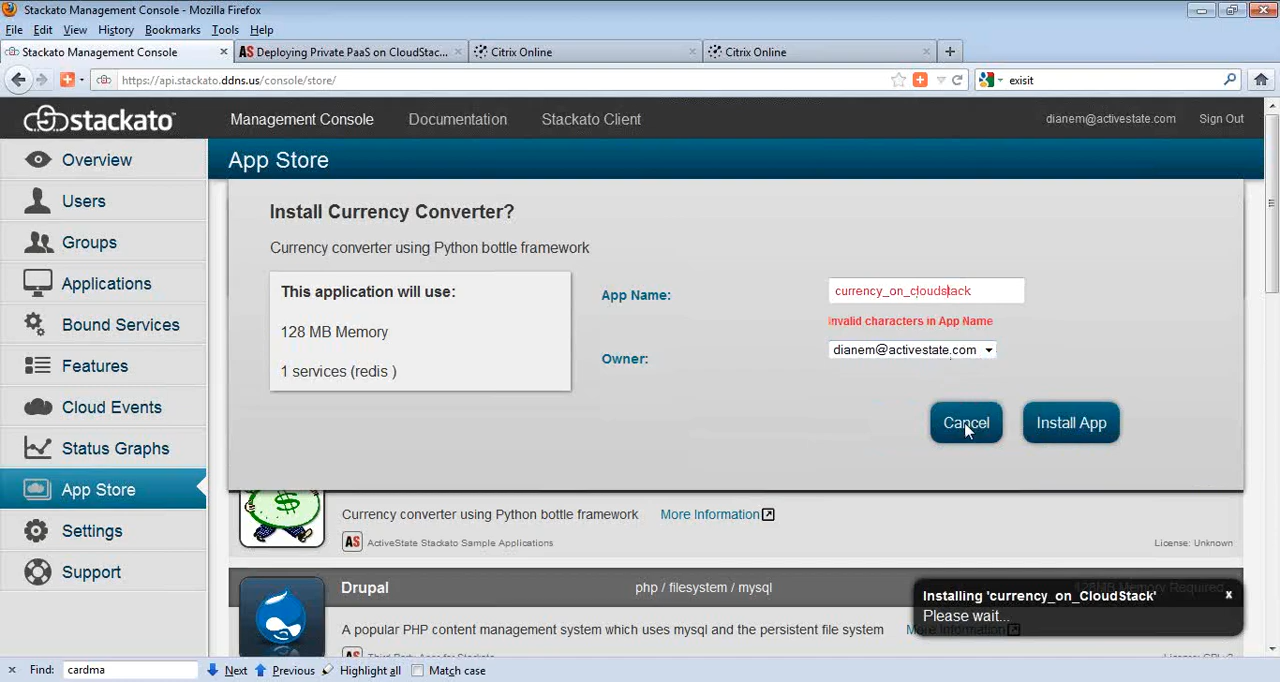 Stackato Management Console - Mozilla Firefox
File Edit View History Bookmarks Tools Help
Stackato Management Console × AS Deploying Private PaaS on CloudStac... × Citrix Online × Citrix Online × +
https://api.stackato.ddns.us/console/store/ exisit
stackato Management Console Documentation Stackato Client dianem@activestate.com Sign Out
Overview
Users
Groups
Applications
Bound Services
Features
Cloud Events
Status Graphs
App Store
Settings
Support
App Store
Install Currency Converter?
Currency converter using Python bottle framework
This application will use:
128 MB Memory
1 services (redis )
App Name: currency_on_cloudstack
Invalid characters in App Name
Owner: dianem@activestate.com
Cancel Install App
$
Currency converter using Python bottle framework More Information
AS ActiveState Stackato Sample Applications License: Unknown
Drupal php / filesystem / mysql 128MB Memory Required
A popular PHP content management system which uses mysql and the persistent file system More Information
Installing 'currency_on_CloudStack' x
Please wait...
× Find: cardma Next Previous Highlight all Match case